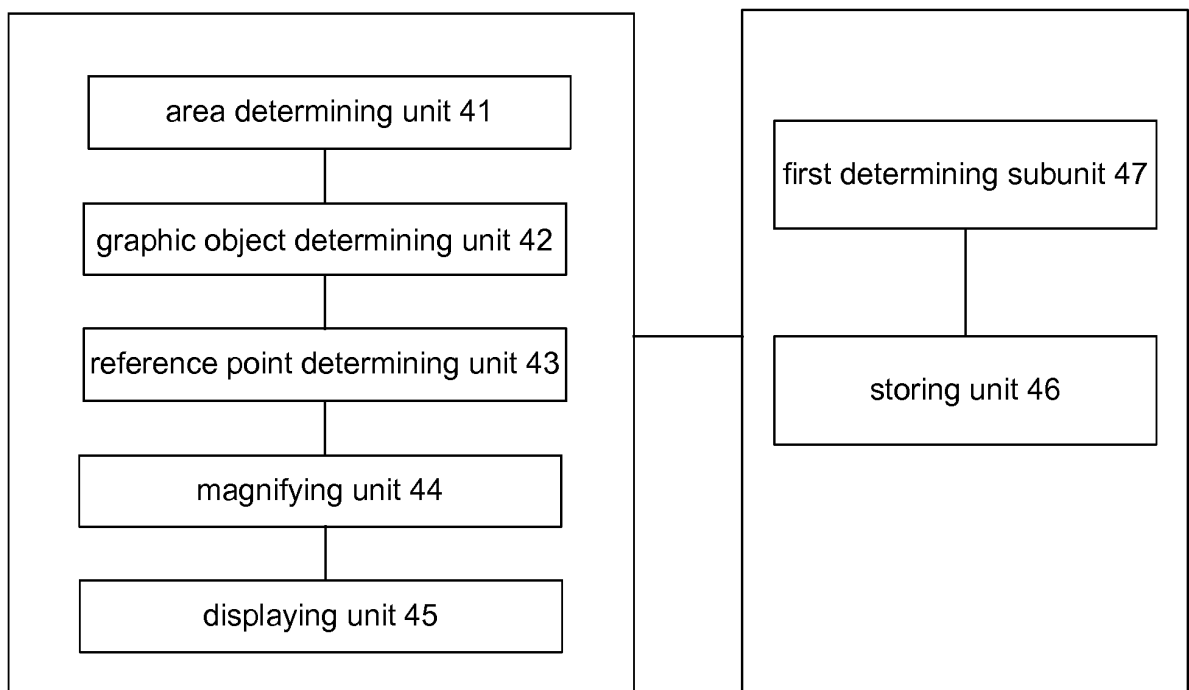 area determining unit 41
graphic object determining unit 42
reference point determining unit 43
magnifying unit 44
displaying unit 45
first determining subunit 47
storing unit 46